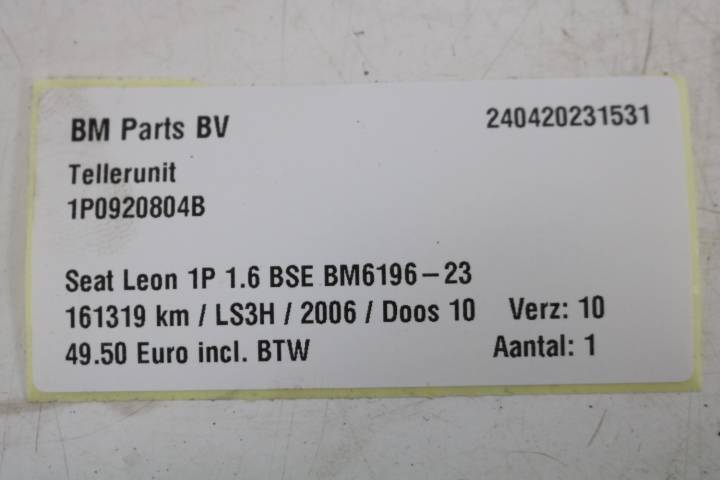 BM Parts BV 240420231531
Tellerunit
1P0920804B
Seat Leon 1P 1.6 BSE BM6196-23
161319 km / LS3H / 2006 / Doos 10 Verz: 10
49.50 Euro incl. BTW Aantal: 1